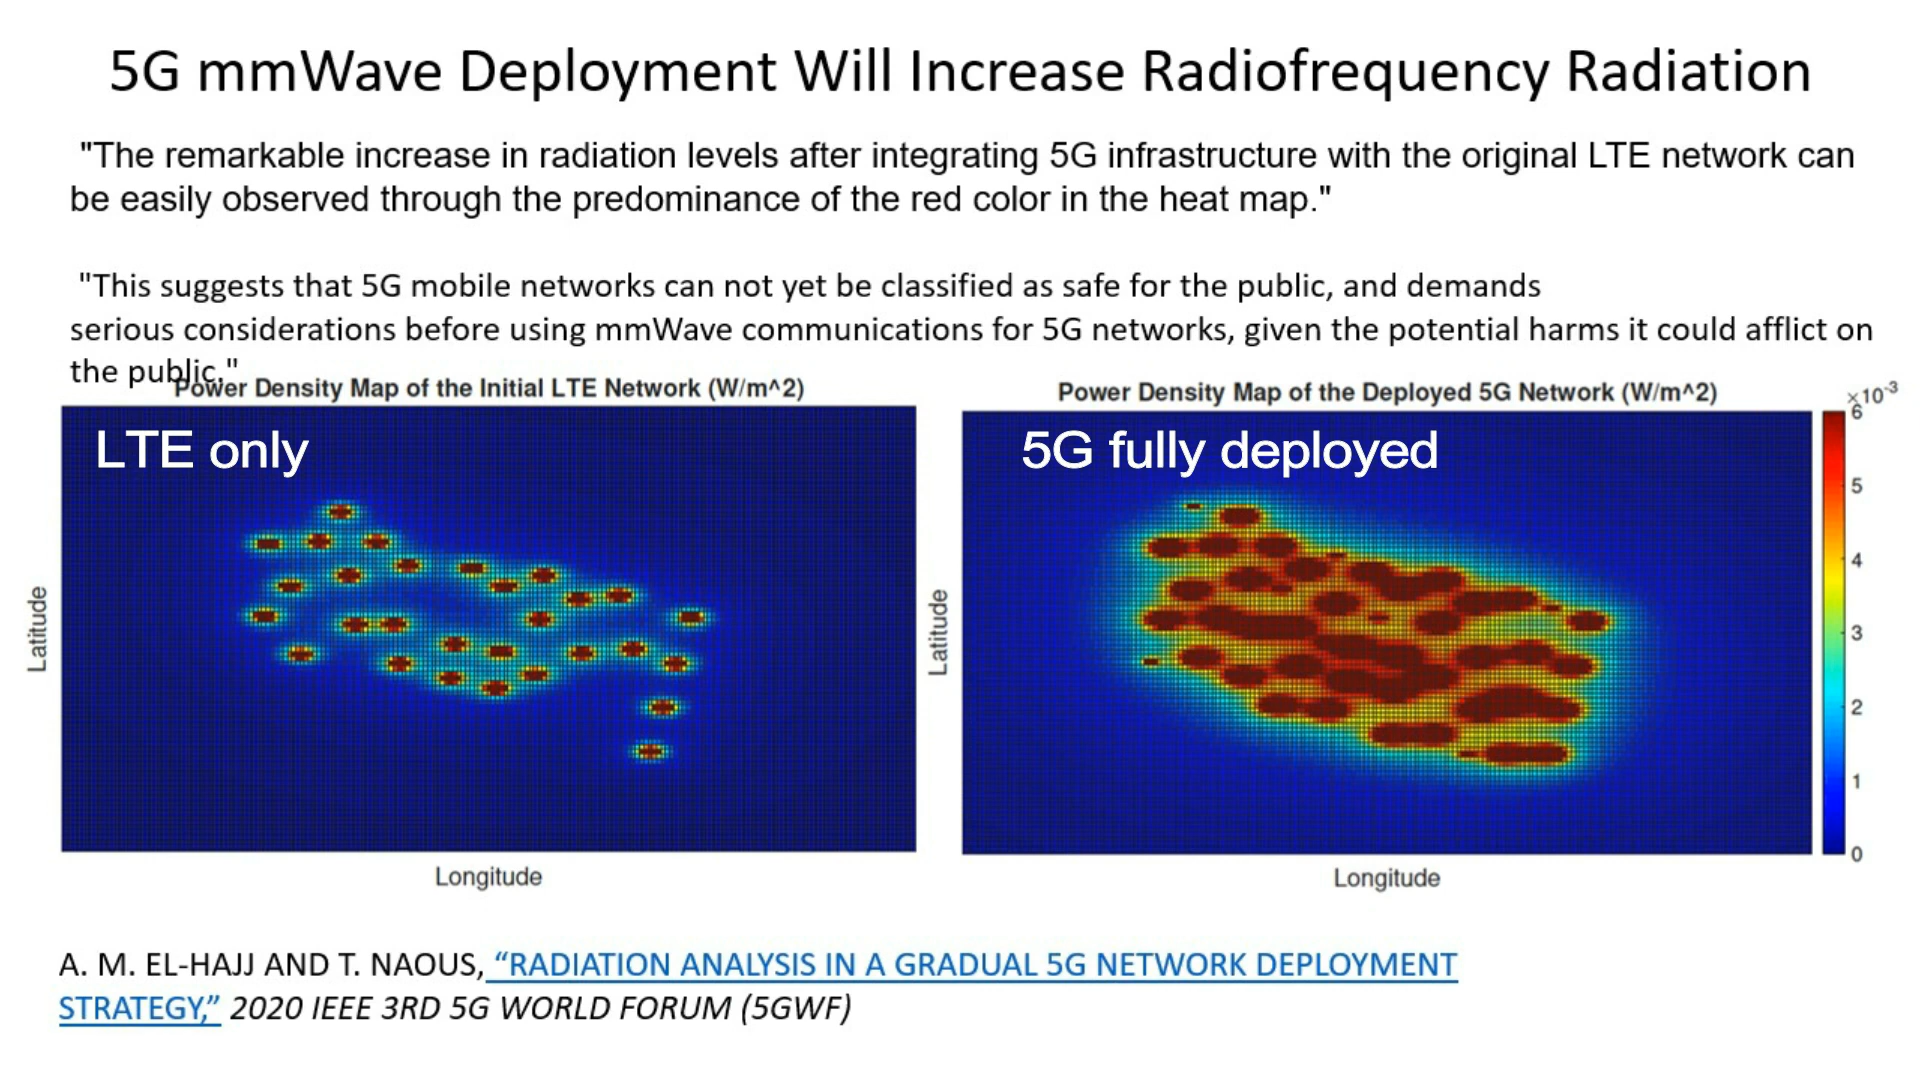 5G mmWave Deployment Will Increase Radiofrequency Radiation
"The remarkable increase in radiation levels after integrating 5G infrastructure with the original LTE network can
be easily observed through the predominance of the red color in the heat map."
"This suggests that 5G mobile networks can not yet be classified as safe for the public, and demands
serious considerations before using mmWave communications for 5G networks, given the potential harms it could afflict on
the public."
Power Density Map of the Initial LTE Network (W/m^2)
LTE only
Latitude
Longitude
Power Density Map of the Deployed 5G Network (W/m^2)
5G fully deployed
Latitude
Longitude
×10⁻³
6
5
4
3
2
1
0
A. M. EL-HAJJ AND T. NAOUS, “RADIATION ANALYSIS IN A GRADUAL 5G NETWORK DEPLOYMENT
STRATEGY,” 2020 IEEE 3RD 5G WORLD FORUM (5GWF)